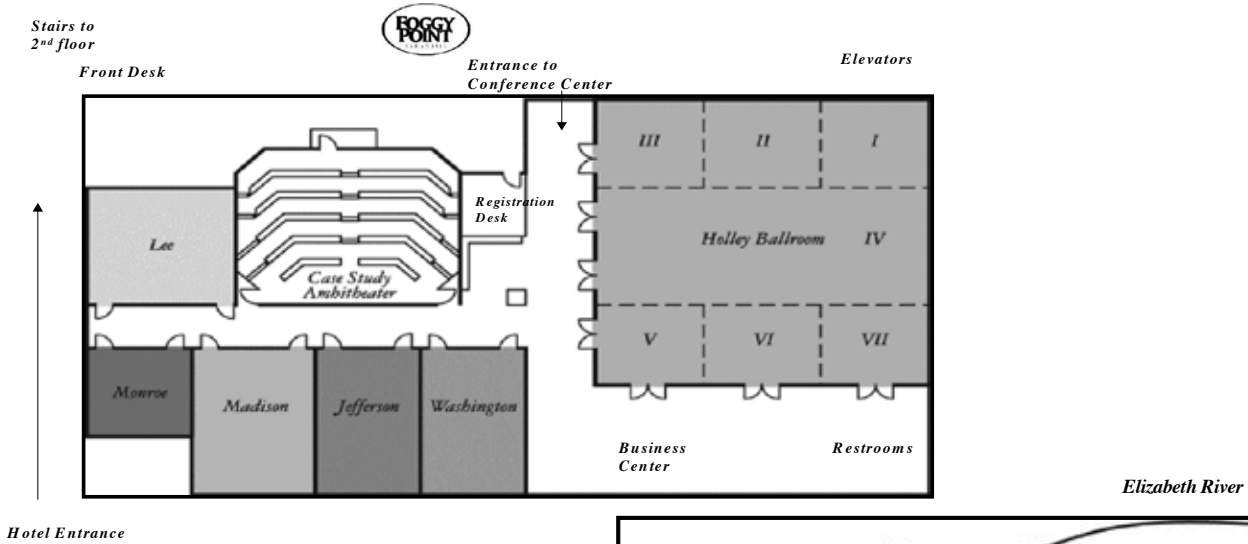 Stairs to
2nd floor
FOGGY
POINT
Front Desk
Entrance to
Conference Center
Elevators
III
II
I
Registration
Desk
Lee
Holley Ballroom
IV
Case Study
Amphitheater
V
VI
VII
Monroe
Madison
Jefferson
Washington
Business
Center
Restrooms
Elizabeth River
Hotel Entrance